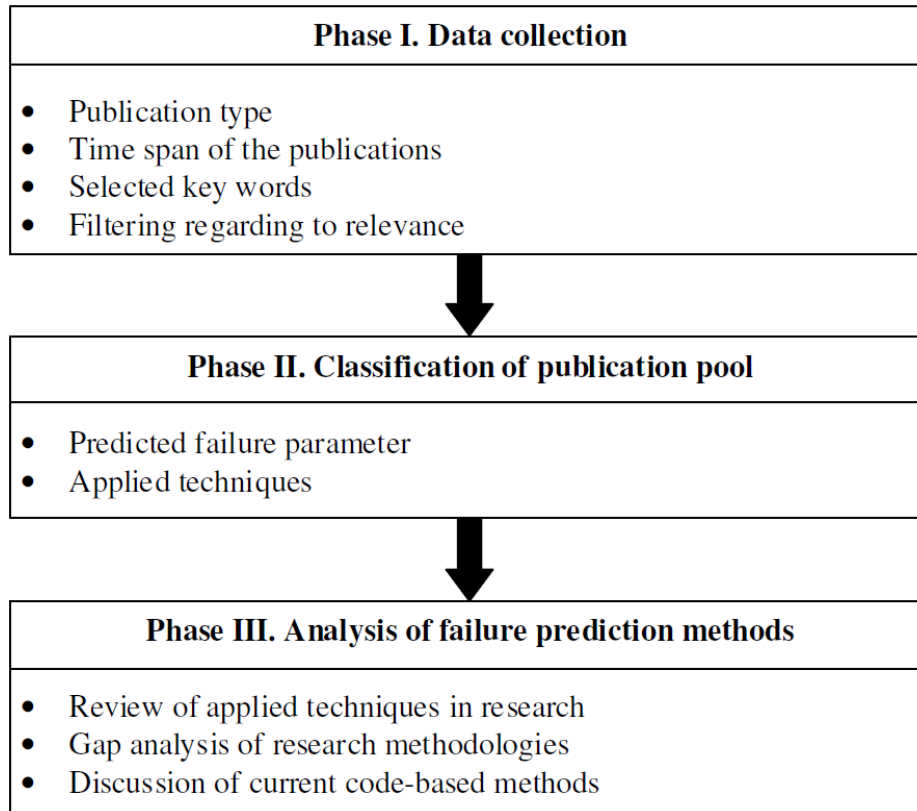 Phase I. Data collection
• Publication type
• Time span of the publications
• Selected key words
• Filtering regarding to relevance
Phase II. Classification of publication pool
• Predicted failure parameter
• Applied techniques
Phase III. Analysis of failure prediction methods
• Review of applied techniques in research
• Gap analysis of research methodologies
• Discussion of current code-based methods